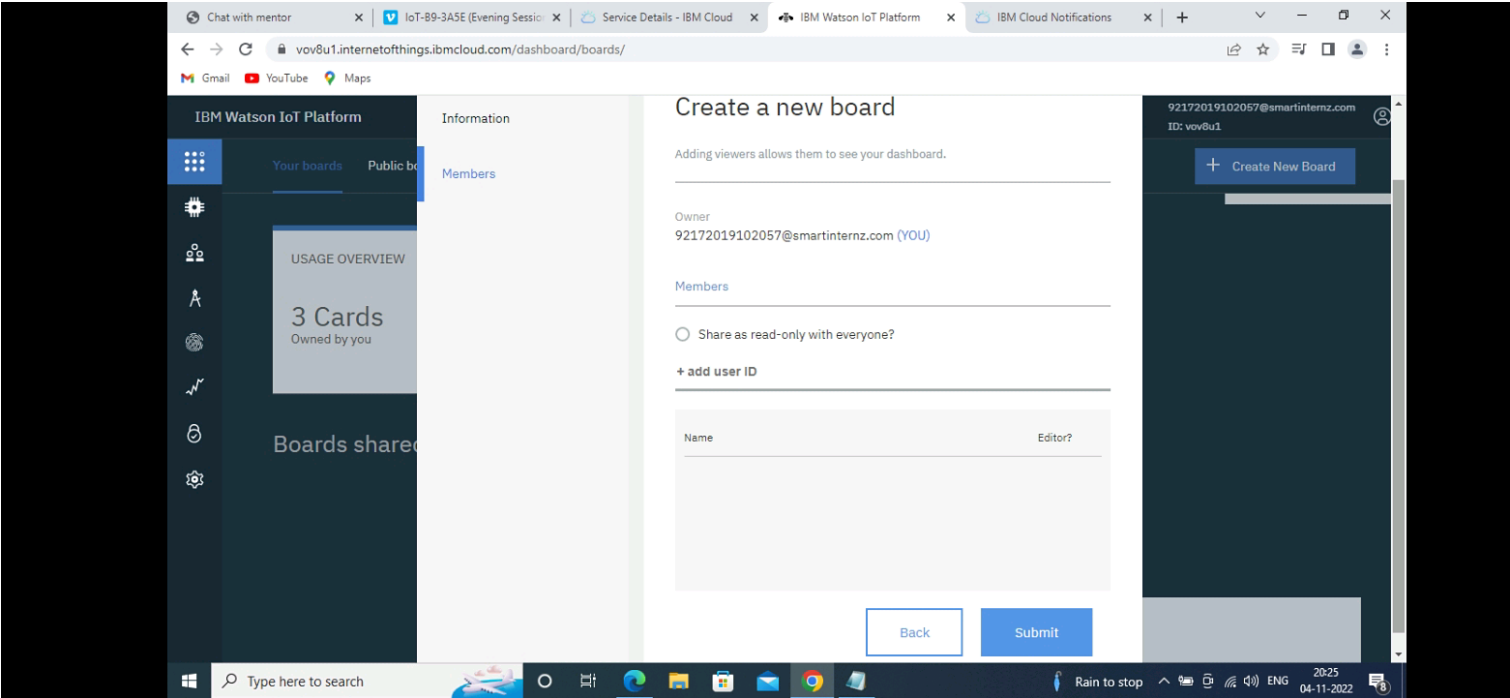 Chat with mentor
IoT-B9-3A5E (Evening Sessio
Service Details - IBM Cloud
IBM Watson IoT Platform
IBM Cloud Notifications
vov8u1.internetofthings.ibmcloud.com/dashboard/boards/
Gmail
YouTube
Maps
IBM Watson IoT Platform
Information
Create a new board
92172019102057@smartinternz.com
ID: vov8u1
Your boards
Public bo
Members
Adding viewers allows them to see your dashboard.
+ Create New Board
Owner
92172019102057@smartinternz.com (YOU)
USAGE OVERVIEW
Members
3 Cards
Owned by you
Share as read-only with everyone?
+ add user ID
Boards shared
Name
Editor?
Back
Submit
Type here to search
Rain to stop
ENG
20:25
04-11-2022
8